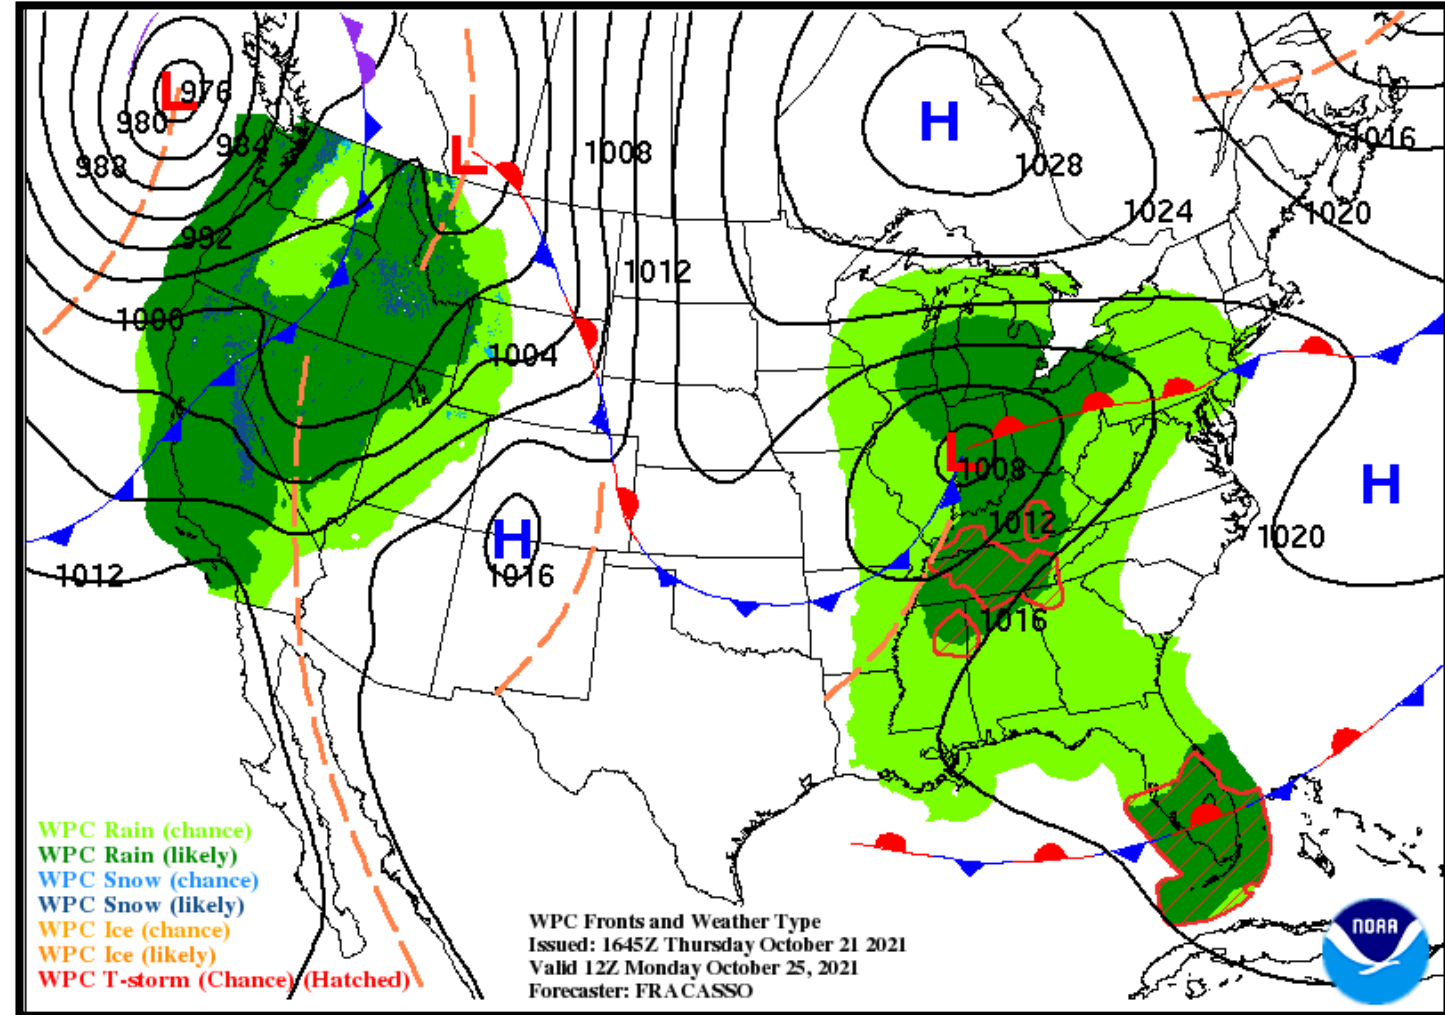 H
L
976
980
984
1008
1016
988
L
1028
1024
1020
992
1012
1000
1004
L
1008
H
H
1012
1020
1016
1012
1016
WPC Rain (chance)
WPC Rain (likely)
WPC Snow (chance)
WPC Snow (likely)
WPC Ice (chance)
WPC Ice (likely)
WPC T-storm (Chance) (Hatched)
WPC Fronts and Weather Type
Issued: 1645Z Thursday October 21 2021
Valid 12Z Monday October 25, 2021
Forecaster: FRACASSO
NOAA